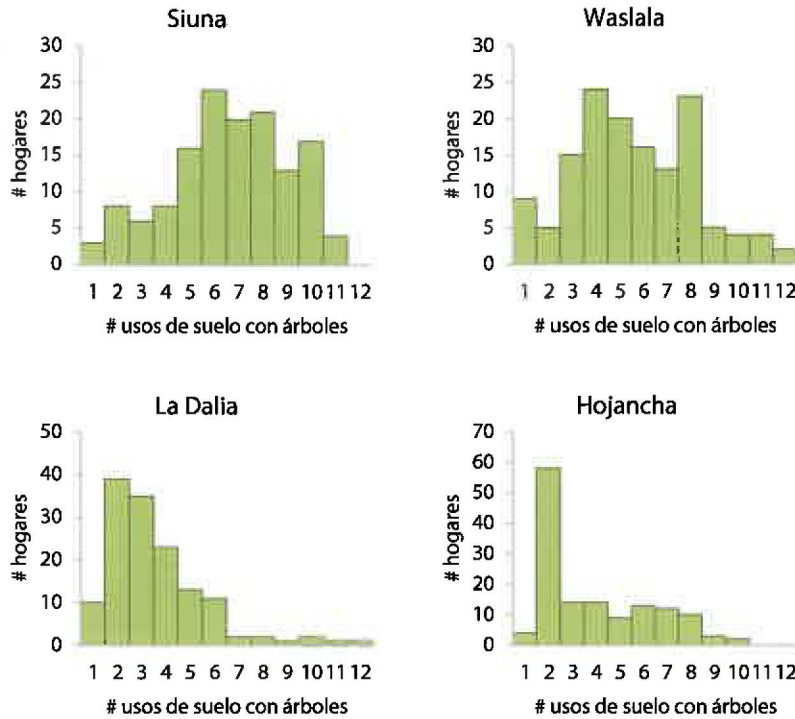 Siuna
# hogares
30
25
20
15
10
5
0
1 2 3 4 5 6 7 8 9 10 11 12
# usos de suelo con árboles
Waslala
# hogares
30
25
20
15
10
5
0
1 2 3 4 5 6 7 8 9 10 11 12
# usos de suelo con árboles
La Dalia
# hogares
50
40
30
20
10
0
1 2 3 4 5 6 7 8 9 10 11 12
# usos de suelo con árboles
Hojancha
# hogares
70
60
50
40
30
20
10
0
1 2 3 4 5 6 7 8 9 10 11 12
# usos de suelo con árboles